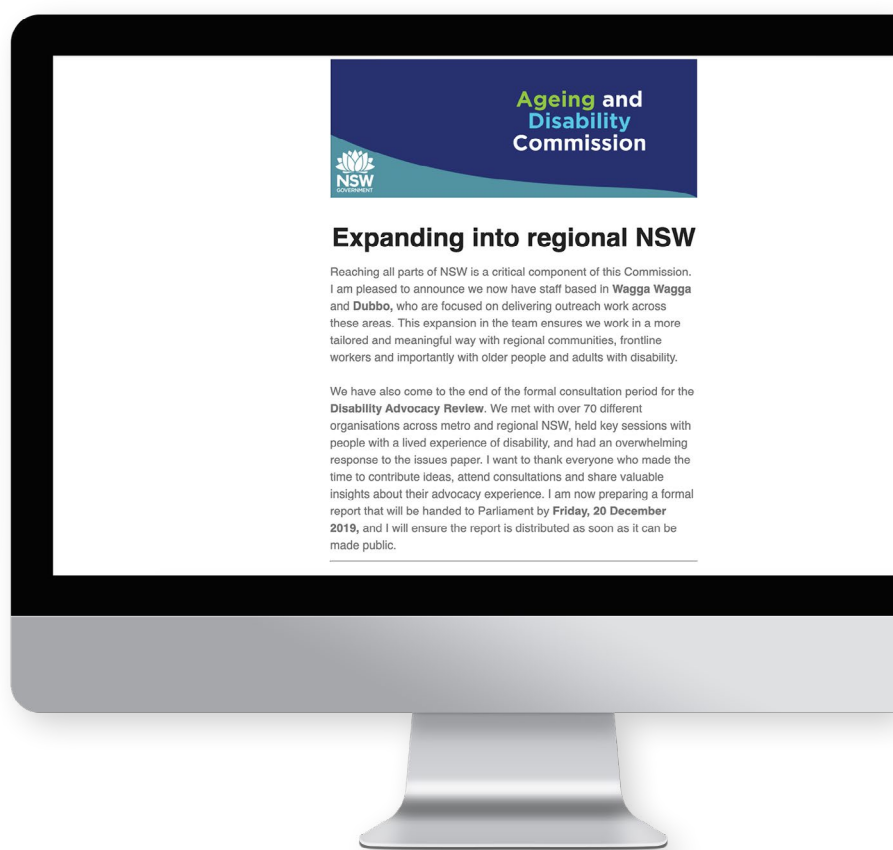 Ageing and
Disability
Commission
NSW
GOVERNMENT
Expanding into regional NSW
Reaching all parts of NSW is a critical component of this Commission.
I am pleased to announce we now have staff based in Wagga Wagga
and Dubbo, who are focused on delivering outreach work across
these areas. This expansion in the team ensures we work in a more
tailored and meaningful way with regional communities, frontline
workers and importantly with older people and adults with disability.
We have also come to the end of the formal consultation period for the
Disability Advocacy Review. We met with over 70 different
organisations across metro and regional NSW, held key sessions with
people with a lived experience of disability, and had an overwhelming
response to the issues paper. I want to thank everyone who made the
time to contribute ideas, attend consultations and share valuable
insights about their advocacy experience. I am now preparing a formal
report that will be handed to Parliament by Friday, 20 December
2019, and I will ensure the report is distributed as soon as it can be
made public.